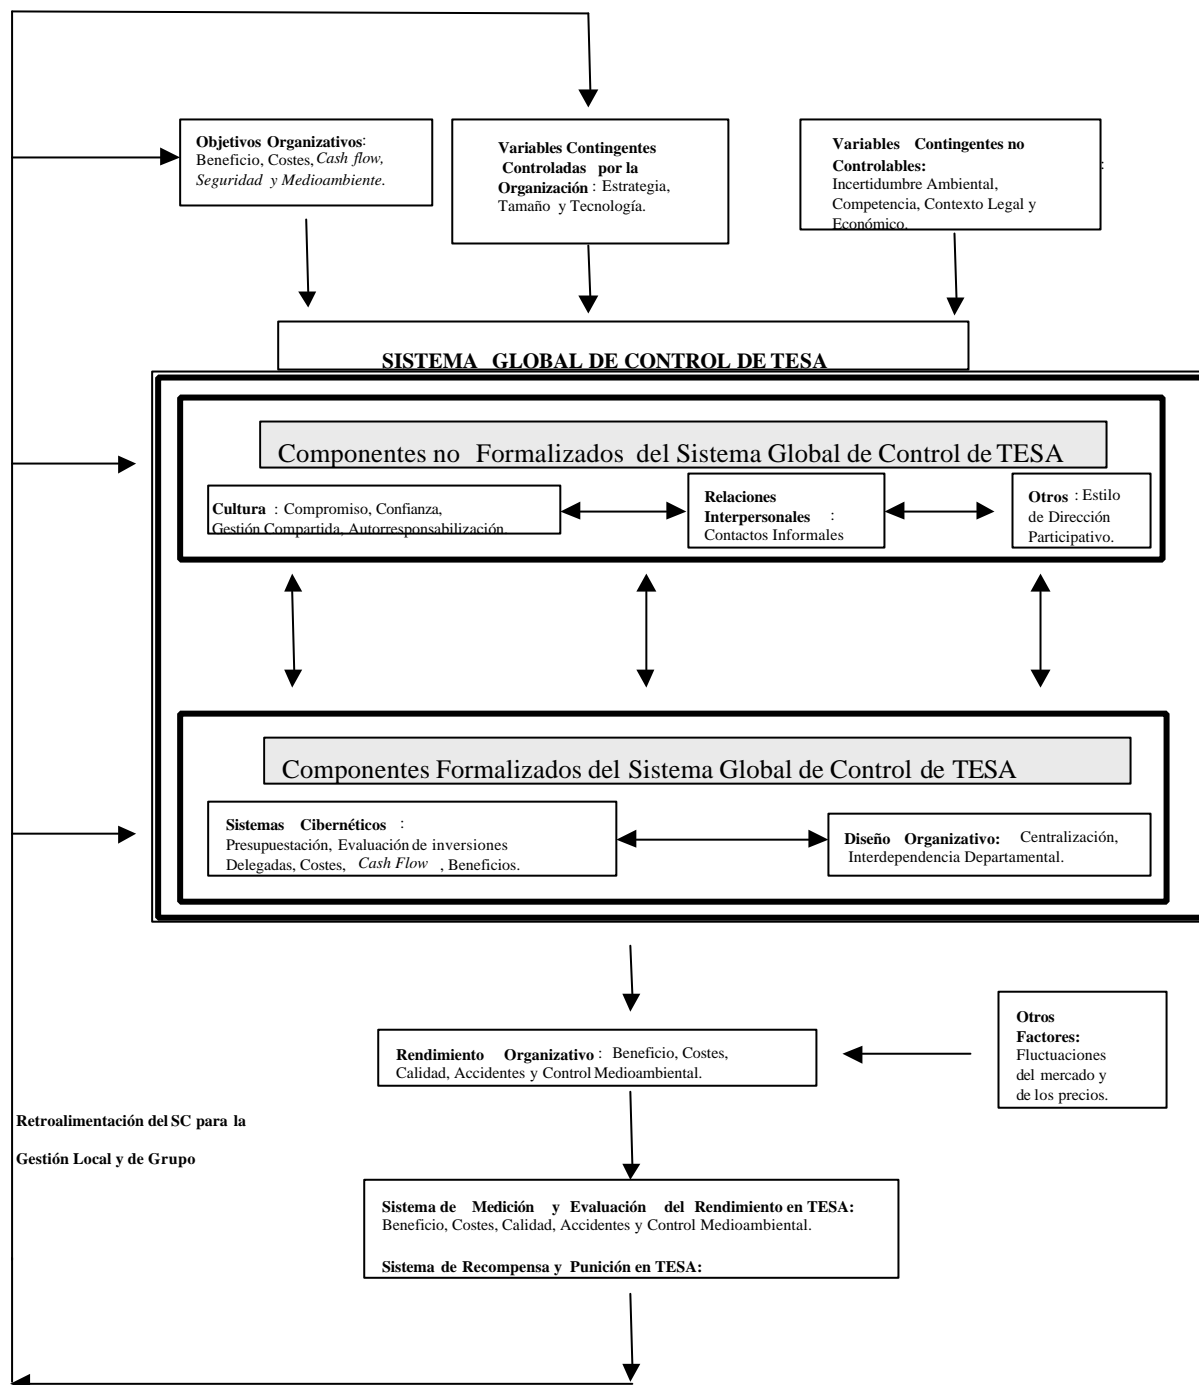 Objetivos Organizativos:
Beneficio, Costes, Cash flow,
Seguridad y Medioambiente.
Variables Contingentes
Controladas por la
Organización : Estrategia,
Tamaño y Tecnología.
Variables Contingentes no
Controlables: :
Incertidumbre Ambiental,
Competencia, Contexto Legal y
Económico.
SISTEMA GLOBAL DE CONTROL DE TESA
Componentes no Formalizados del Sistema Global de Control de TESA
Cultura : Compromiso, Confianza,
Gestión Compartida, Autorresponsabilización.
Relaciones
Interpersonales :
Contactos Informales
Otros : Estilo
de Dirección
Participativo.
Componentes Formalizados del Sistema Global de Control de TESA
Sistemas Cibernéticos :
Presupuestación, Evaluación de inversiones
Delegadas, Costes, Cash Flow , Beneficios.
Diseño Organizativo: Centralización,
Interdependencia Departamental.
Otros
Factores:
Fluctuaciones
del mercado y
de los precios.
Rendimiento Organizativo : Beneficio, Costes,
Calidad, Accidentes y Control Medioambiental.
Retroalimentación del SC para la
Gestión Local y de Grupo
Sistema de Medición y Evaluación del Rendimiento en TESA:
Beneficio, Costes, Calidad, Accidentes y Control Medioambiental.
Sistema de Recompensa y Punición en TESA: